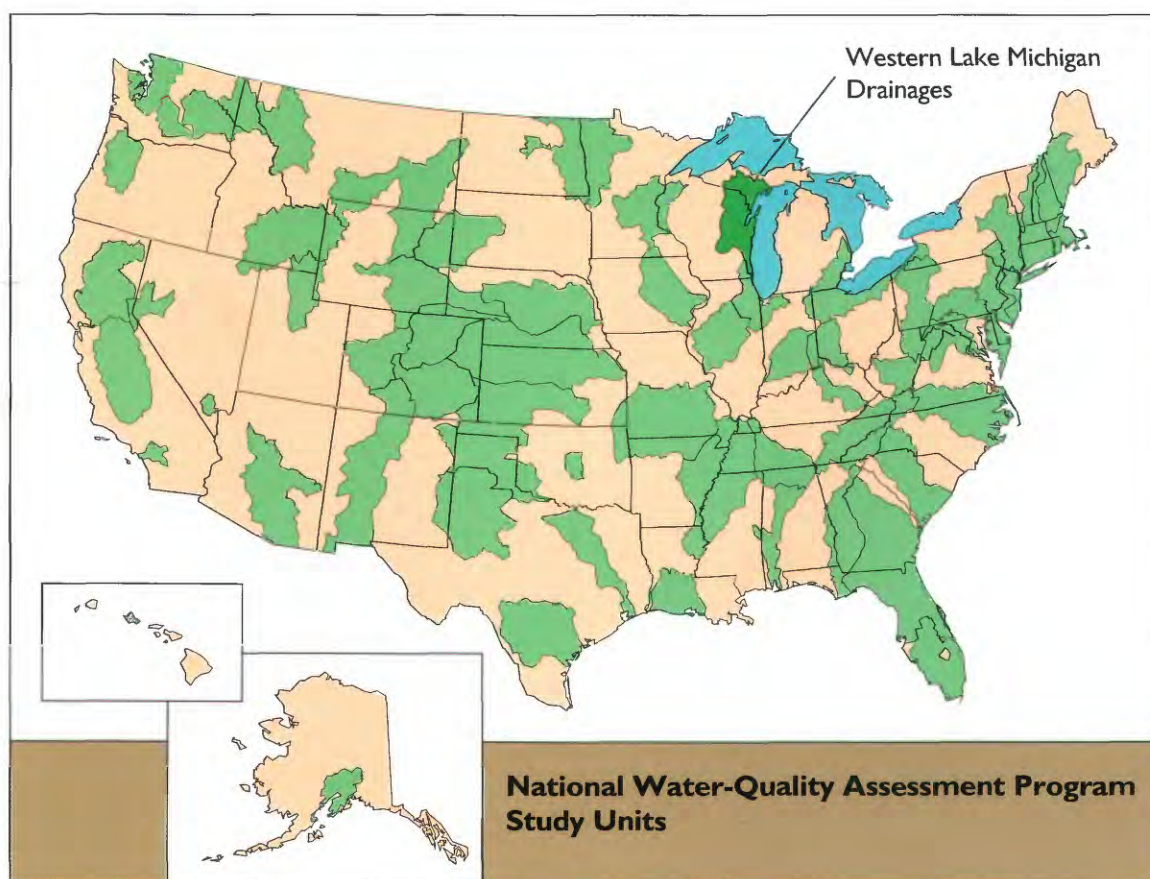 Western Lake Michigan
Drainages
National Water-Quality Assessment Program
Study Units